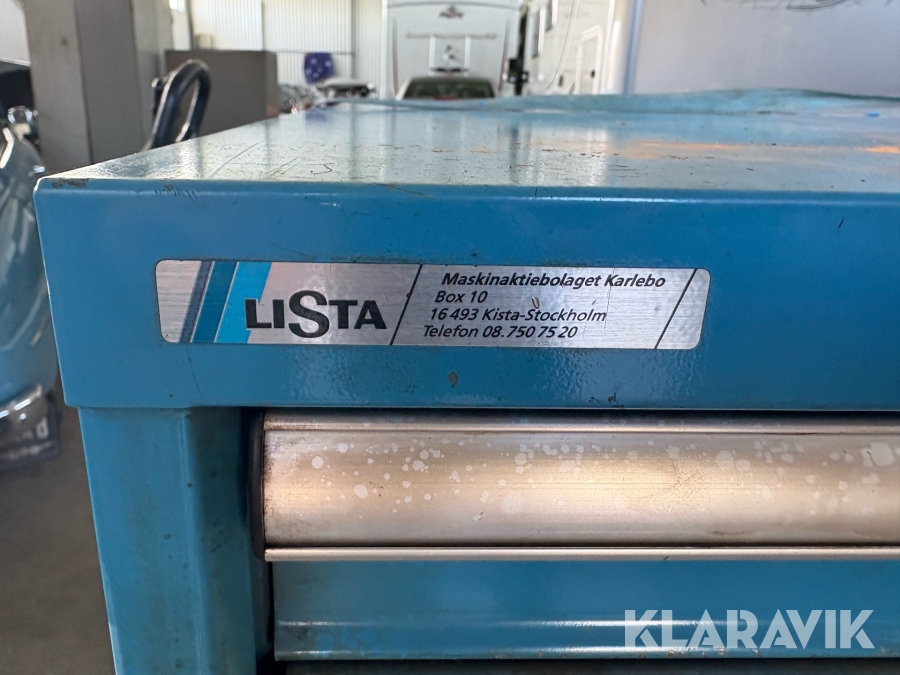 LISTA
Maskinaktiebolaget Karlebo
Box 10
16 493 Kista-Stockholm
Telefon 08.750 75 20
KLARAVIK